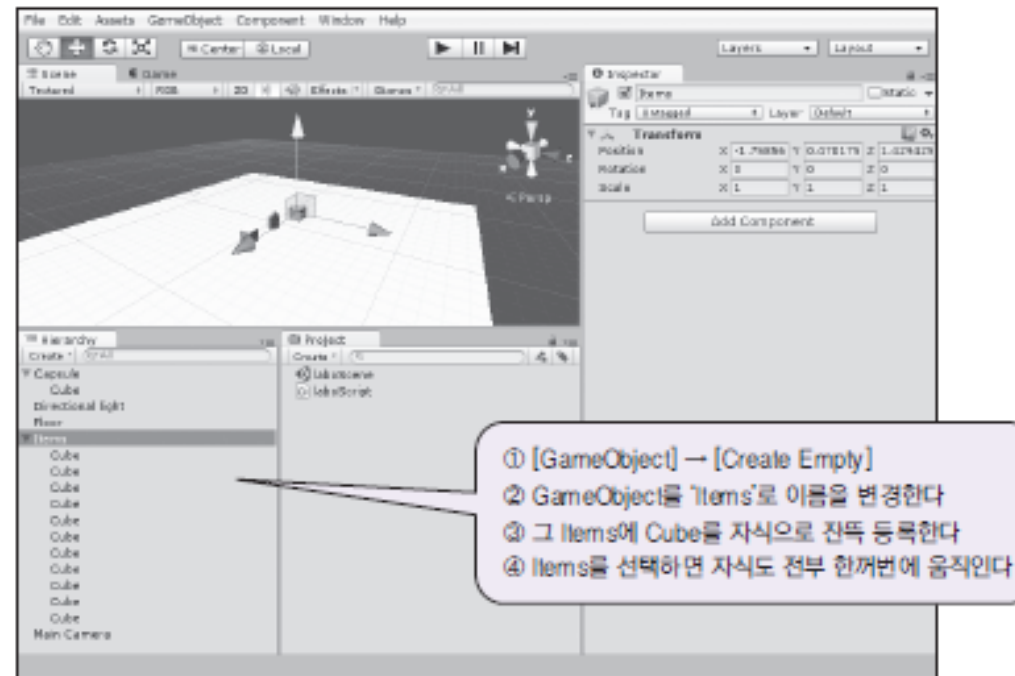 File Edit Assets GameObject Component Window Help
Center Local
Layers Layout
Scene Game
Textured RGB 2D Effects Gizmos
Inspector
Items Static
Tag Untagged Layer Default
Transform
Position X Y Z
Rotation X 0 Y 0 Z 0
Scale X 1 Y 1 Z 1
Add Component
Persp
Hierarchy
Create
Capsule
Cube
Directional light
Floor
Items
Cube
Cube
Cube
Cube
Cube
Cube
Cube
Cube
Cube
Cube
Cube
Main Camera
Project
Create
① [GameObject] → [Create Empty]
② GameObject를 'Items'로 이름을 변경한다
③ 그 Items에 Cube를 자식으로 잔뜩 등록한다
④ Items를 선택하면 자식도 전부 한꺼번에 움직인다